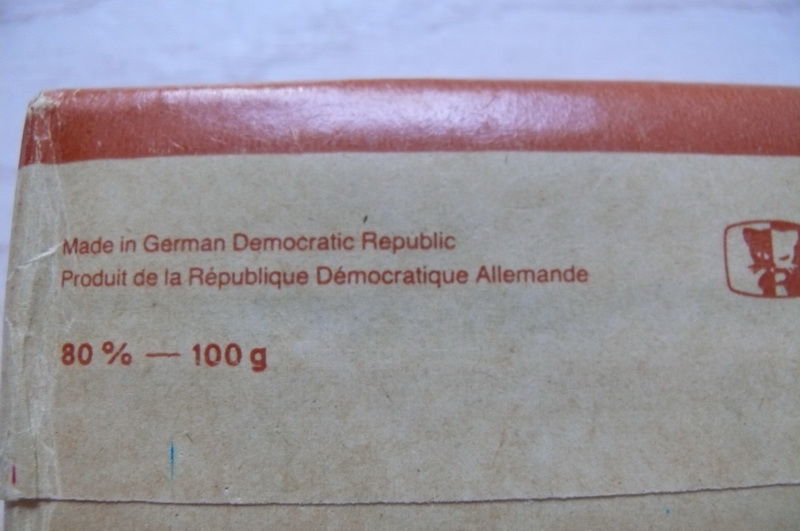 Made in German Democratic Republic
Produit de la République Démocratique Allemande
80 % — 100 g